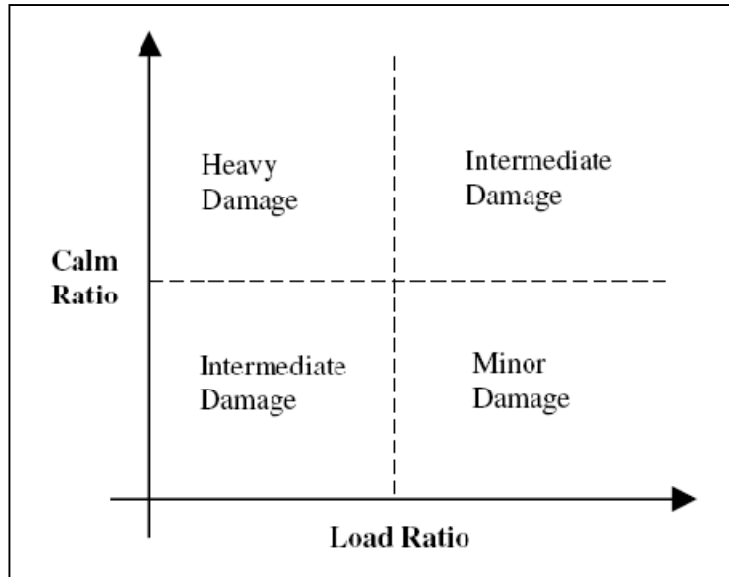 Heavy
Damage
Intermediate
Damage
Calm
Ratio
Intermediate
Damage
Minor
Damage
Load Ratio